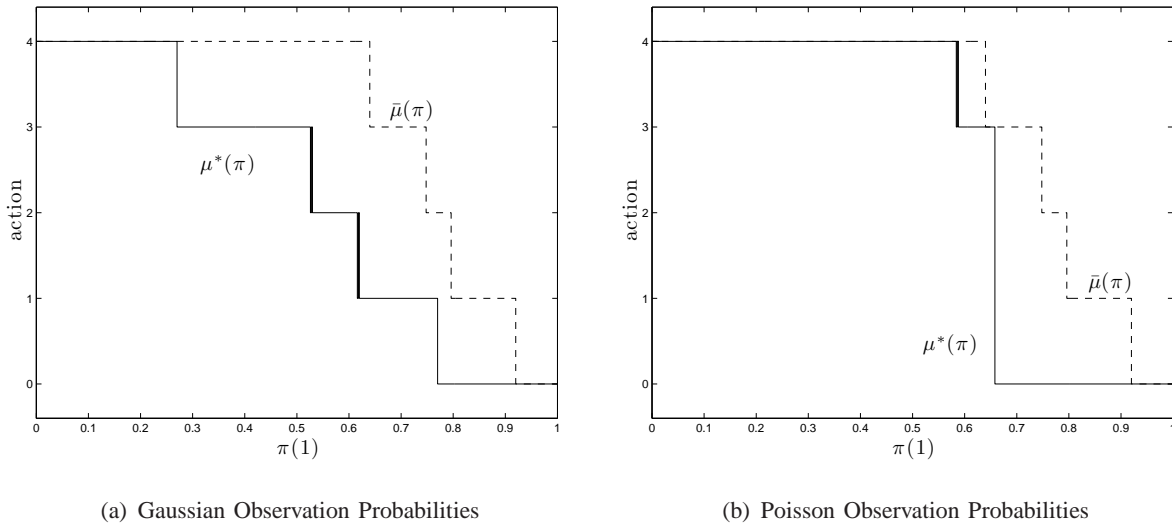 4
3
2
1
0
action
μ̄(π)
μ*(π)
0 0.1 0.2 0.3 0.4 0.5 0.6 0.7 0.8 0.9 1
π(1)
(a) Gaussian Observation Probabilities
4
3
2
1
0
action
μ̄(π)
μ*(π)
0 0.1 0.2 0.3 0.4 0.5 0.6 0.7 0.8 0.9 1
π(1)
(b) Poisson Observation Probabilities